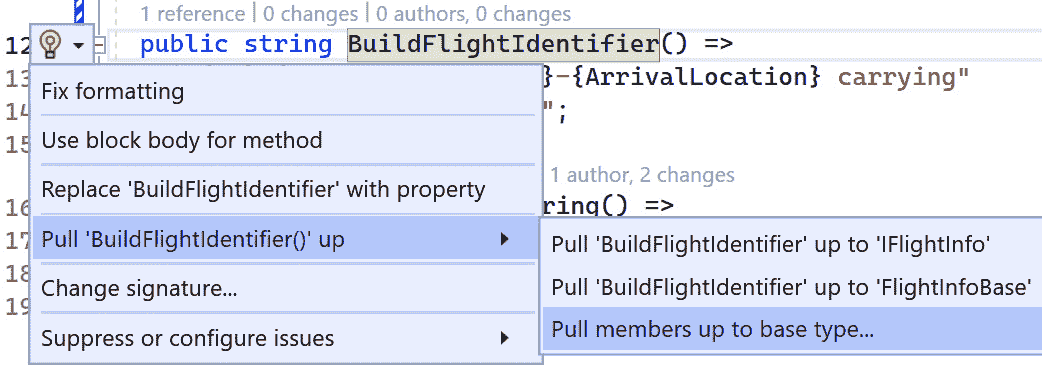 1 reference | 0 changes | 0 authors, 0 changes
12 public string BuildFlightIdentifier() =>
13 }-{ArrivalLocation} carrying"
Fix formatting
14 ";
15
Use block body for method
1 author, 2 changes
Replace 'BuildFlightIdentifier' with property
16 ring() =>
17
Pull 'BuildFlightIdentifier()' up
Pull 'BuildFlightIdentifier' up to 'IFlightInfo'
18
Change signature...
Pull 'BuildFlightIdentifier' up to 'FlightInfoBase'
19
Suppress or configure issues
Pull members up to base type...